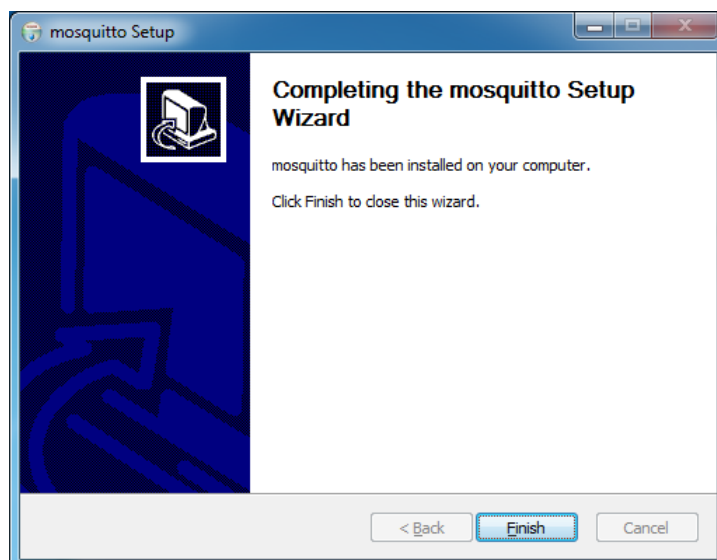 mosquitto Setup
Completing the mosquitto Setup
Wizard
mosquitto has been installed on your computer.
Click Finish to close this wizard.
< Back
Finish
Cancel